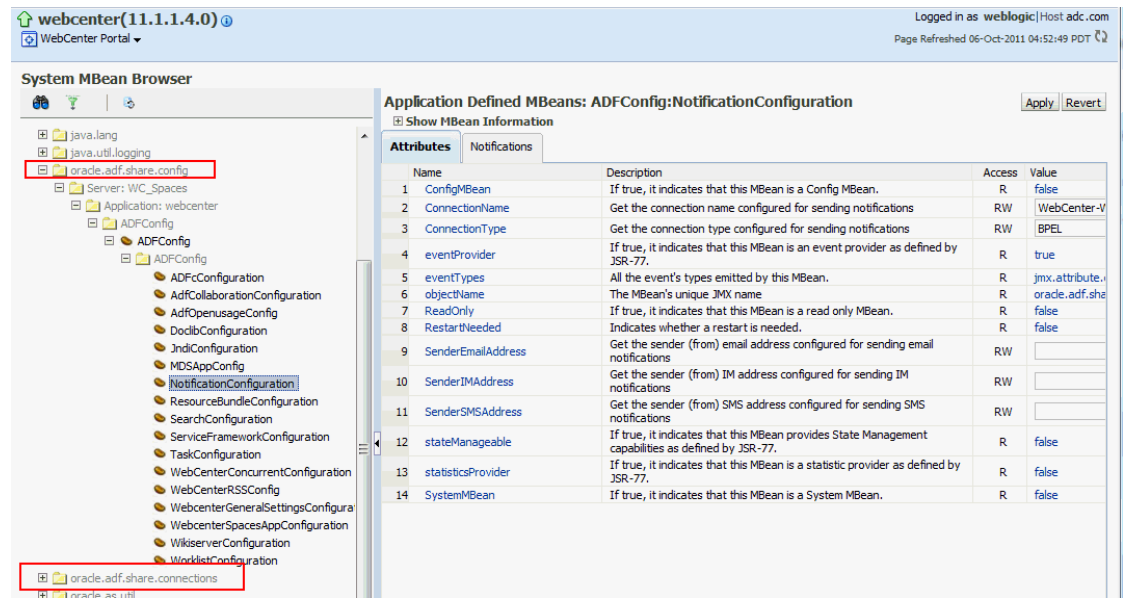 webcenter(11.1.1.4.0)
Logged in as weblogic|Host adc.com
WebCenter Portal
Page Refreshed 06-Oct-2011 04:52:49 PDT
System MBean Browser
java.lang
java.util.logging
oracle.adf.share.config
Server: WC_Spaces
Application: webcenter
ADFConfig
ADFConfig
ADFConfig
ADFcConfiguration
AdfCollaborationConfiguration
AdfOpenusageConfig
DoclibConfiguration
JndiConfiguration
MDSAppConfig
NotificationConfiguration
ResourceBundleConfiguration
SearchConfiguration
ServiceFrameworkConfiguration
TaskConfiguration
WebCenterConcurrentConfiguration
WebCenterRSSConfig
WebcenterGeneralSettingsConfigura
WebcenterSpacesAppConfiguration
WikiserverConfiguration
WorklistConfiguration
oracle.adf.share.connections
oracle.as.util
Application Defined MBeans: ADFConfig:NotificationConfiguration
Apply Revert
Show MBean Information
Attributes Notifications
Name Description Access Value
1 ConfigMBean If true, it indicates that this MBean is a Config MBean. R false
2 ConnectionName Get the connection name configured for sending notifications RW WebCenter-W
3 ConnectionType Get the connection type configured for sending notifications RW BPEL
4 eventProvider If true, it indicates that this MBean is an event provider as defined by
JSR-77. R true
5 eventTypes All the event's types emitted by this MBean. R jmx.attribute.
6 objectName The MBean's unique JMX name R oracle.adf.sha
7 ReadOnly If true, it indicates that this MBean is a read only MBean. R false
8 RestartNeeded Indicates whether a restart is needed. R false
9 SenderEmailAddress Get the sender (from) email address configured for sending email
notifications RW
10 SenderIMAddress Get the sender (from) IM address configured for sending IM
notifications RW
11 SenderSMSAddress Get the sender (from) SMS address configured for sending SMS
notifications RW
12 stateManageable If true, it indicates that this MBean provides State Management
capabilities as defined by JSR-77. R false
13 statisticsProvider If true, it indicates that this MBean is a statistic provider as defined by
JSR-77. R false
14 SystemMBean If true, it indicates that this MBean is a System MBean. R false